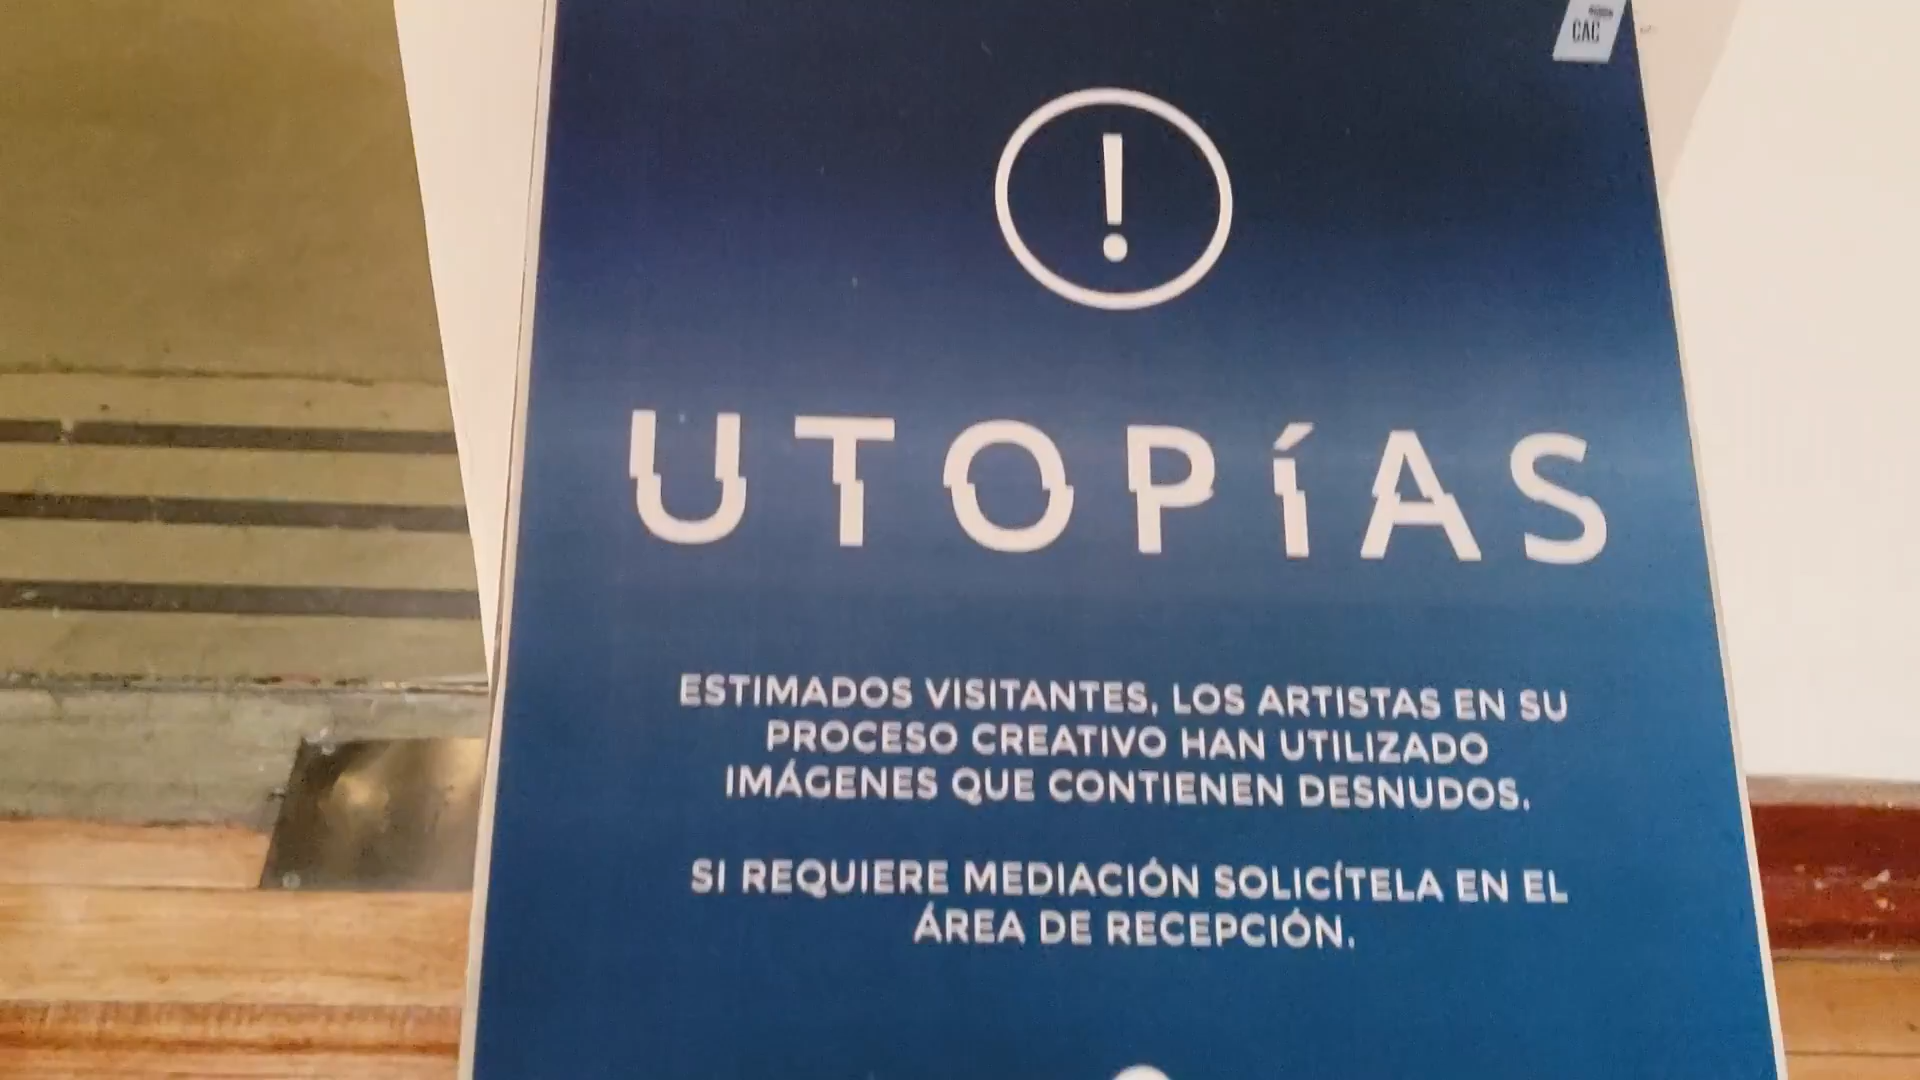 CAC
!
UTOPÍAS
ESTIMADOS VISITANTES, LOS ARTISTAS EN SU
PROCESO CREATIVO HAN UTILIZADO
IMÁGENES QUE CONTIENEN DESNUDOS.
SI REQUIERE MEDIACIÓN SOLICÍTELA EN EL
ÁREA DE RECEPCIÓN.